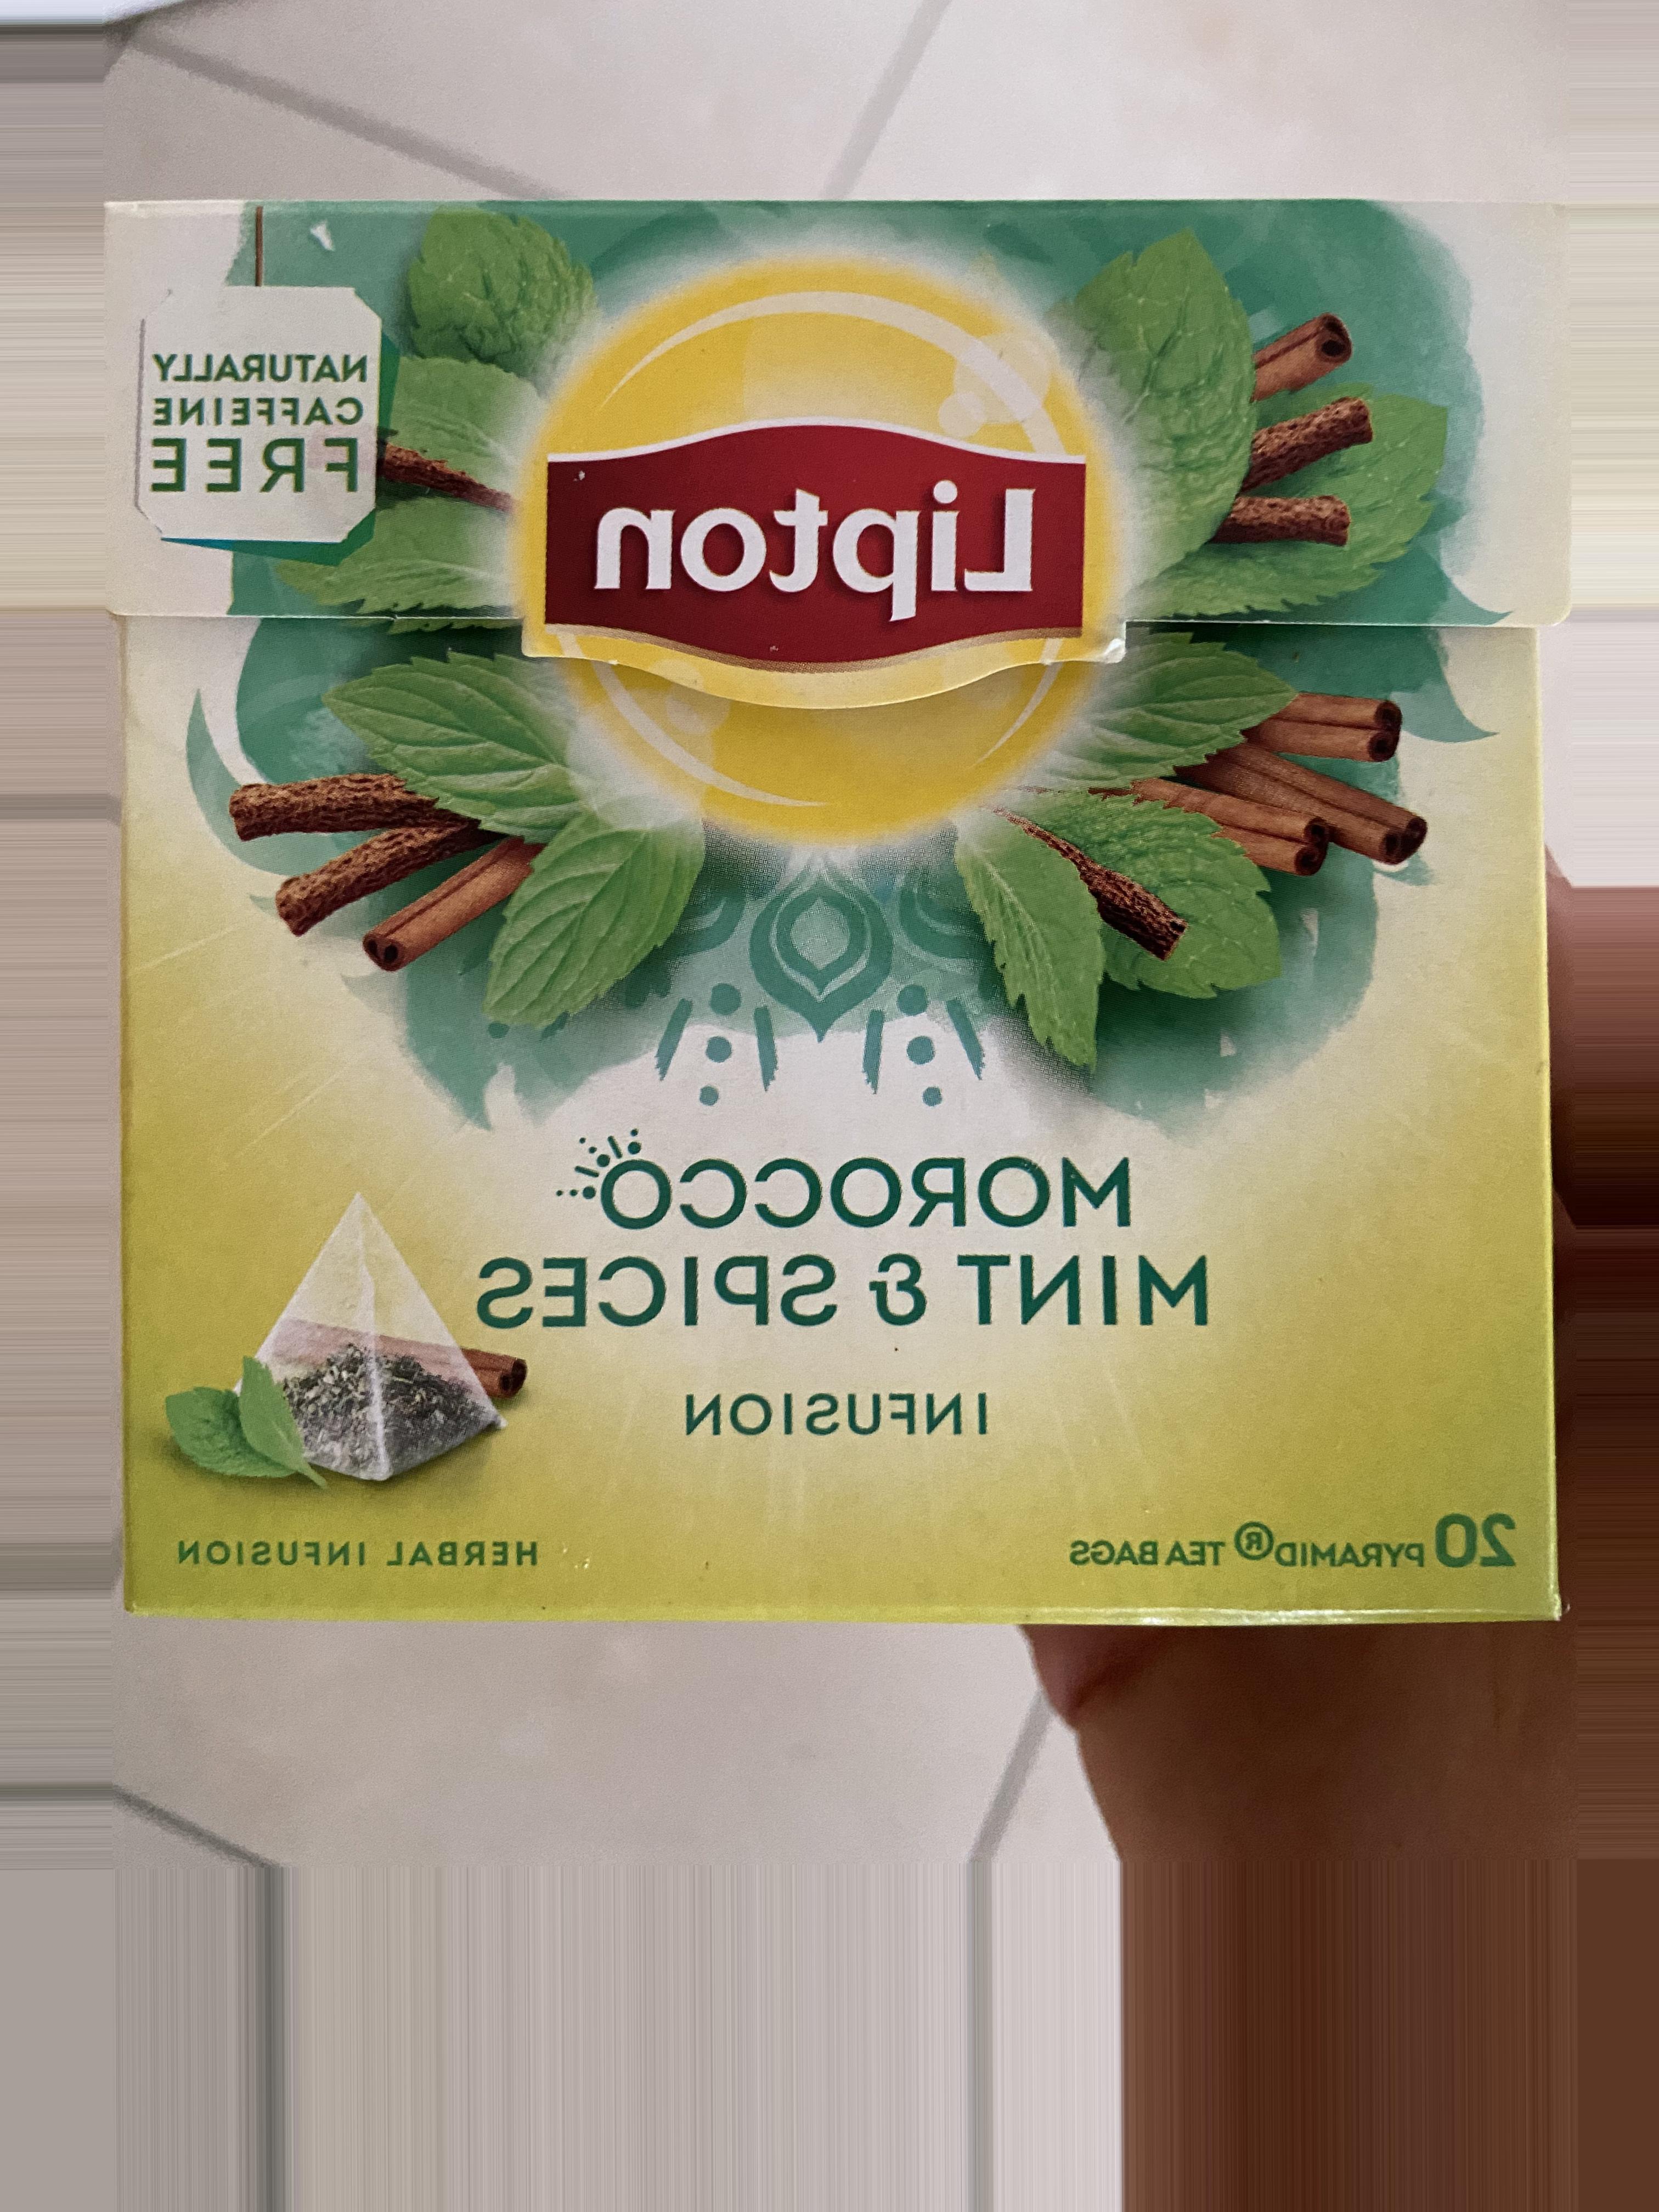 NATURALLY
CAFFEINE
FREE
Lipton
MOROCCO
MINT & SPICES
INFUSION
20 PYRAMID® TEA BAGS
HERBAL INFUSION